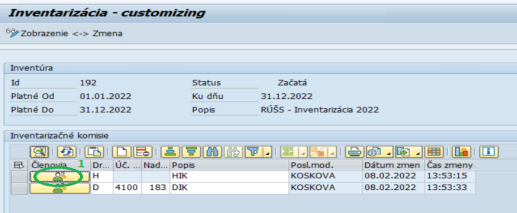 Inventarizácia - customizing
Zobrazenie <-> Zmena
Inventúra
Id 192 Status Začatá
Platné Od 01.01.2022 Ku dňu 31.12.2022
Platné Do 31.12.2022 Popis RÚŠS - Inventarizácia 2022
Inventarizačné komisie
Členovia 1 Dr... Úč. ... Nad... Popis Posl.mod. Dátum zmen Čas zmeny
H HIK KOSKOVA 08.02.2022 13:53:15
D 4100 183 DIK KOSKOVA 08.02.2022 13:53:33